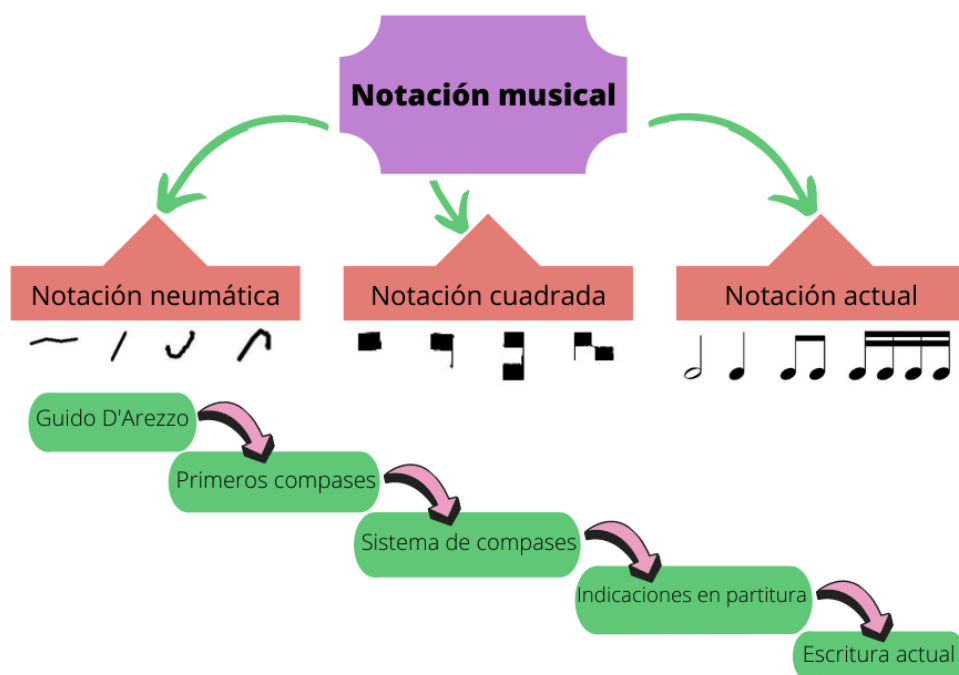 Notación musical
Notación neumática
Notación cuadrada
Notación actual
Guido D'Arezzo
Primeros compases
Sistema de compases
Indicaciones en partitura
Escritura actual